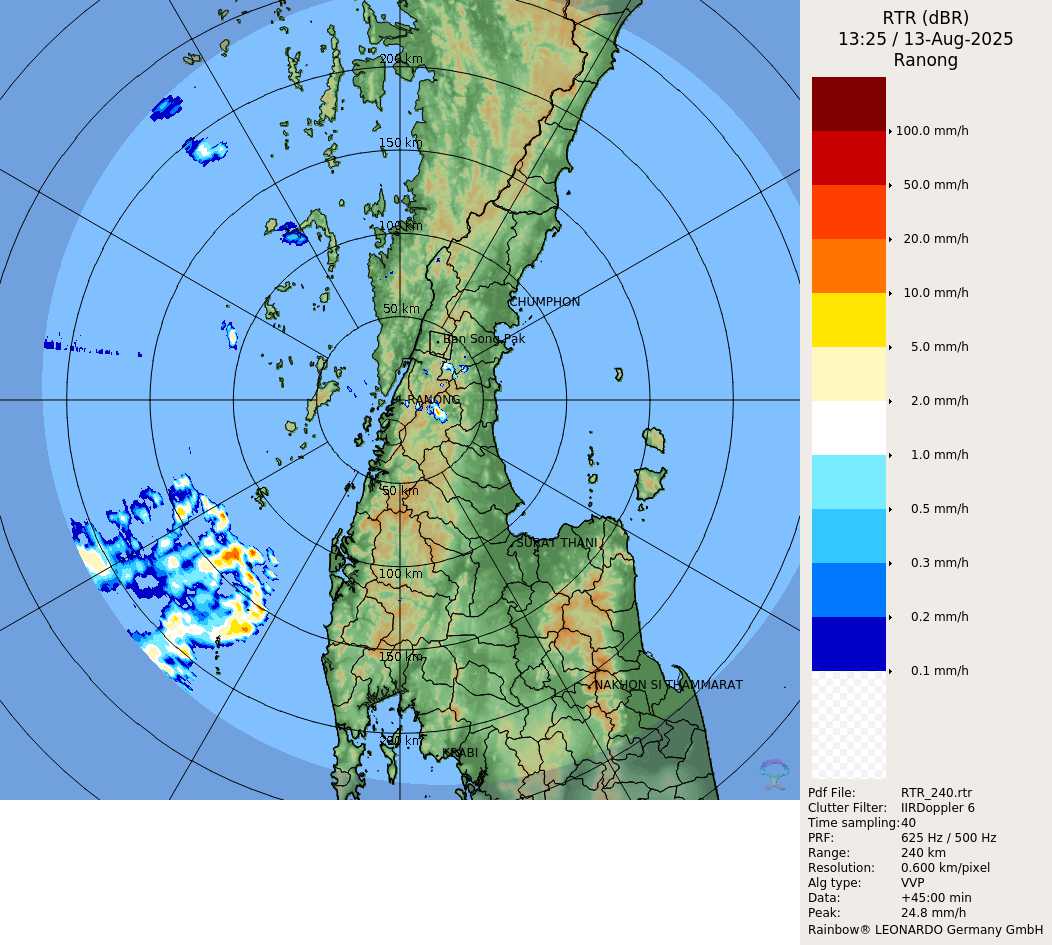 RTR (dBR)
13:25 / 13-Aug-2025
Ranong
200 km
150 km
100 km
50 km
CHUMPHON
Ban Song Pak
RANONG
50 km
SURAT THANI
100 km
150 km
NAKHON SI THAMMARAT
200 km
KRABI
100.0 mm/h
50.0 mm/h
20.0 mm/h
10.0 mm/h
5.0 mm/h
2.0 mm/h
1.0 mm/h
0.5 mm/h
0.3 mm/h
0.2 mm/h
0.1 mm/h
Pdf File: RTR_240.rtr
Clutter Filter: IIRDoppler 6
Time sampling:40
PRF: 625 Hz / 500 Hz
Range: 240 km
Resolution: 0.600 km/pixel
Alg type: VVP
Data: +45:00 min
Peak: 24.8 mm/h
Rainbow® LEONARDO Germany GmbH